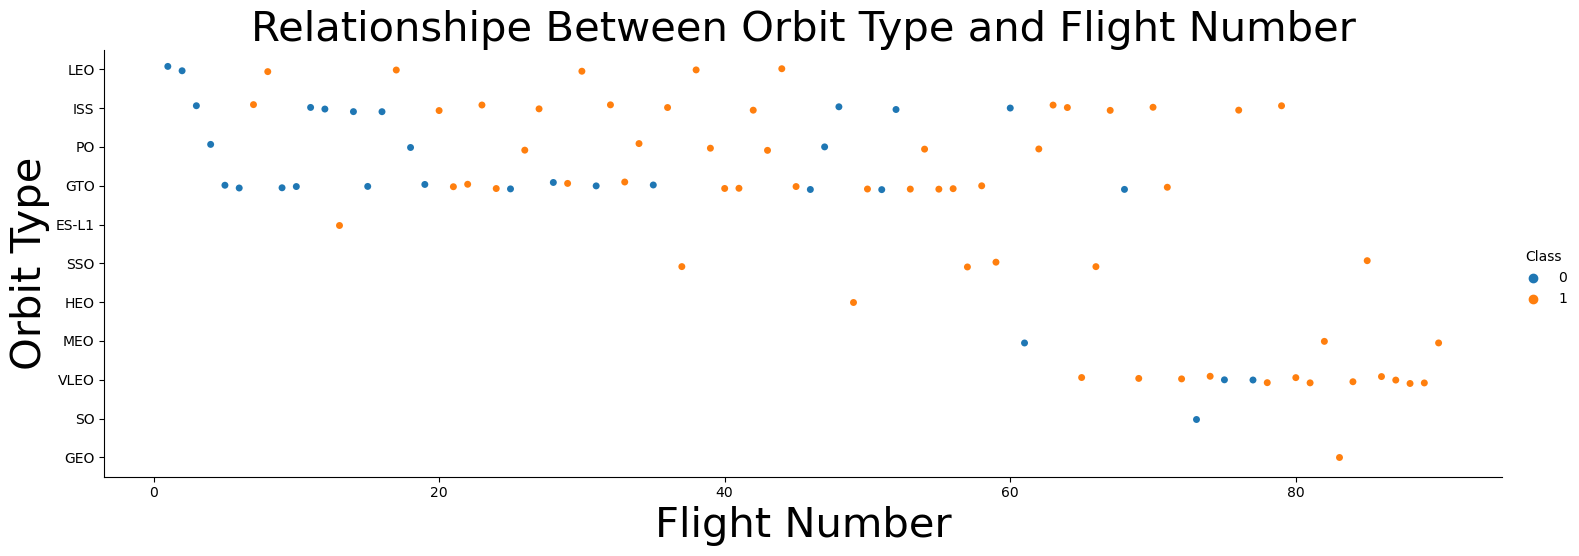 Relationshipe Between Orbit Type and Flight Number
Orbit Type
LEO
ISS
PO
GTO
ES-L1
SSO
HEO
MEO
VLEO
SO
GEO
0 20 40 60 80
Flight Number
Class
0
1